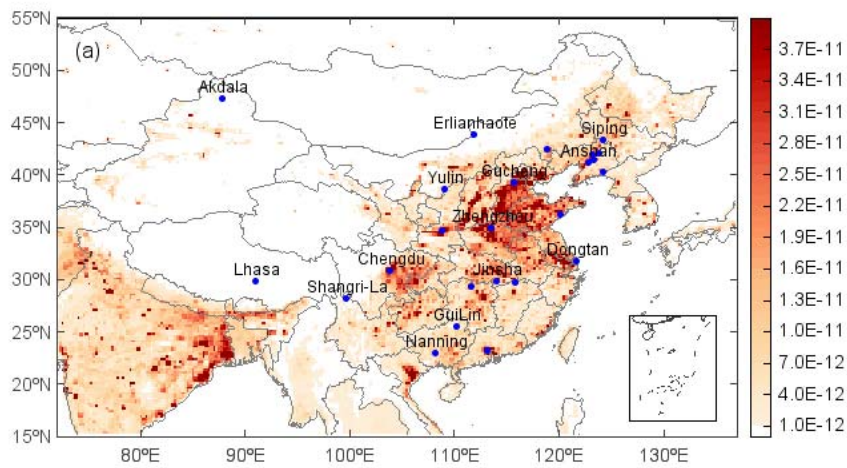 55ºN
(a)
50ºN
45ºN
40ºN
35ºN
30ºN
25ºN
20ºN
15ºN
Akdala
Erlianhaote
Siping
Anshan
Yulin
Gucheng
Zhengzhou
Chengdu
Dongtan
Lhasa
Jinsha
Shangri-La
GuiLin
Nanning
80ºE 90ºE 100ºE 110ºE 120ºE 130ºE
3.7E-11
3.4E-11
3.1E-11
2.8E-11
2.5E-11
2.2E-11
1.9E-11
1.6E-11
1.3E-11
1.0E-11
7.0E-12
4.0E-12
1.0E-12